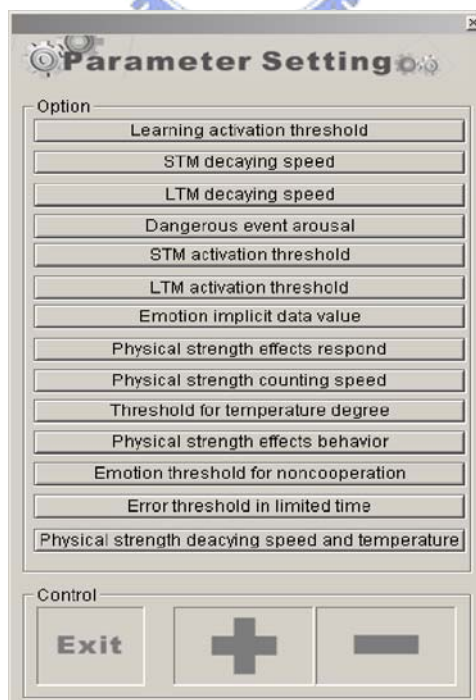 Parameter Setting
Option
Learning activation threshold
STM decaying speed
LTM decaying speed
Dangerous event arousal
STM activation threshold
LTM activation threshold
Emotion implicit data value
Physical strength effects respond
Physical strength counting speed
Threshold for temperature degree
Physical strength effects behavior
Emotion threshold for noncooperation
Error threshold in limited time
Physical strength deacying speed and temperature
Control
Exit